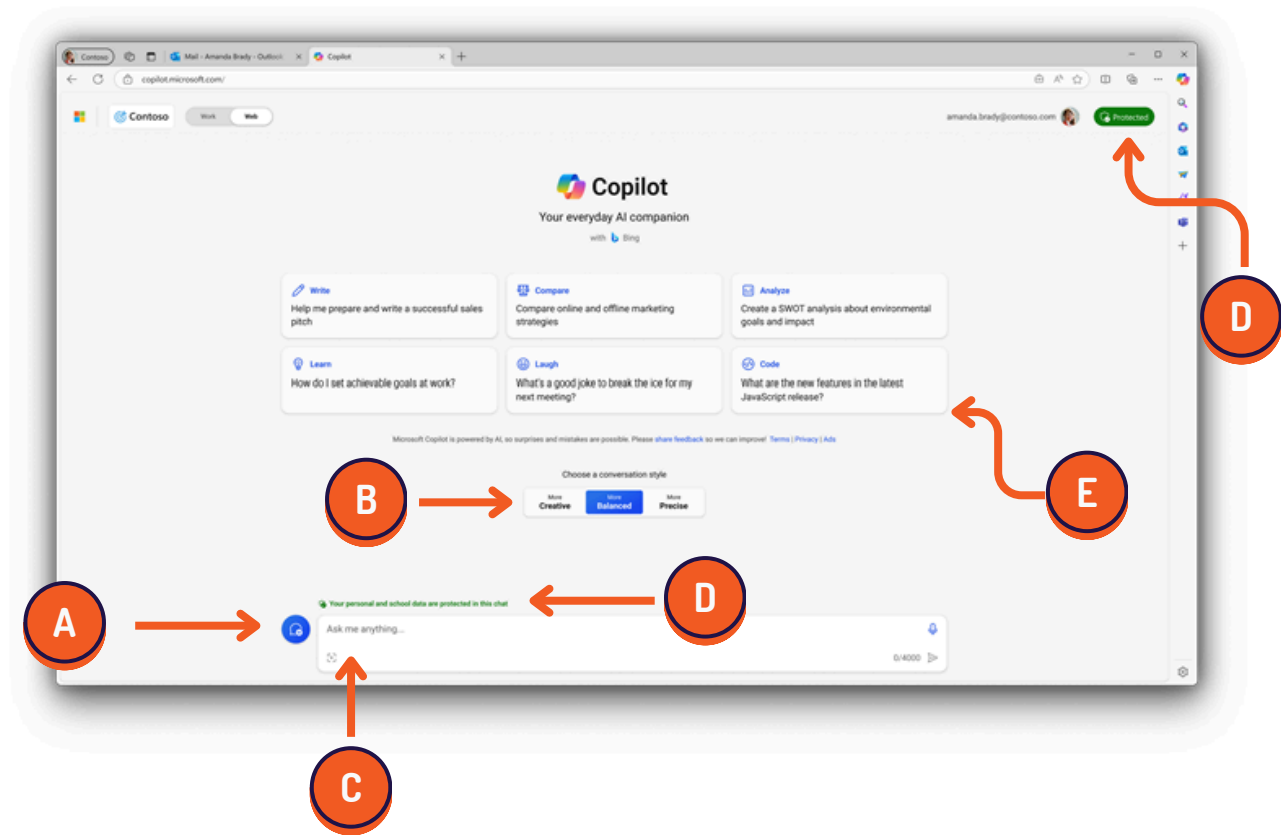 Contoso
Mail - Amanda Brady - Outlook
Copilot
copilot.microsoft.com/
Contoso
Work Web
amanda.brady@contoso.com
Protected
Copilot
Your everyday AI companion
with Bing
D
Write
Help me prepare and write a successful sales
pitch
Compare
Compare online and offline marketing
strategies
Analyze
Create a SWOT analysis about environmental
goals and impact
Learn
How do I set achievable goals at work?
Laugh
What's a good joke to break the ice for my
next meeting?
Code
What are the new features in the latest
JavaScript release?
Microsoft Copilot is powered by AI, so surprises and mistakes are possible. Please share feedback so we can improve! Terms | Privacy | Ads
Choose a conversation style
B
More Creative
More Balanced
More Precise
E
Your personal and school data are protected in this chat
D
A
Ask me anything...
0/4000
C